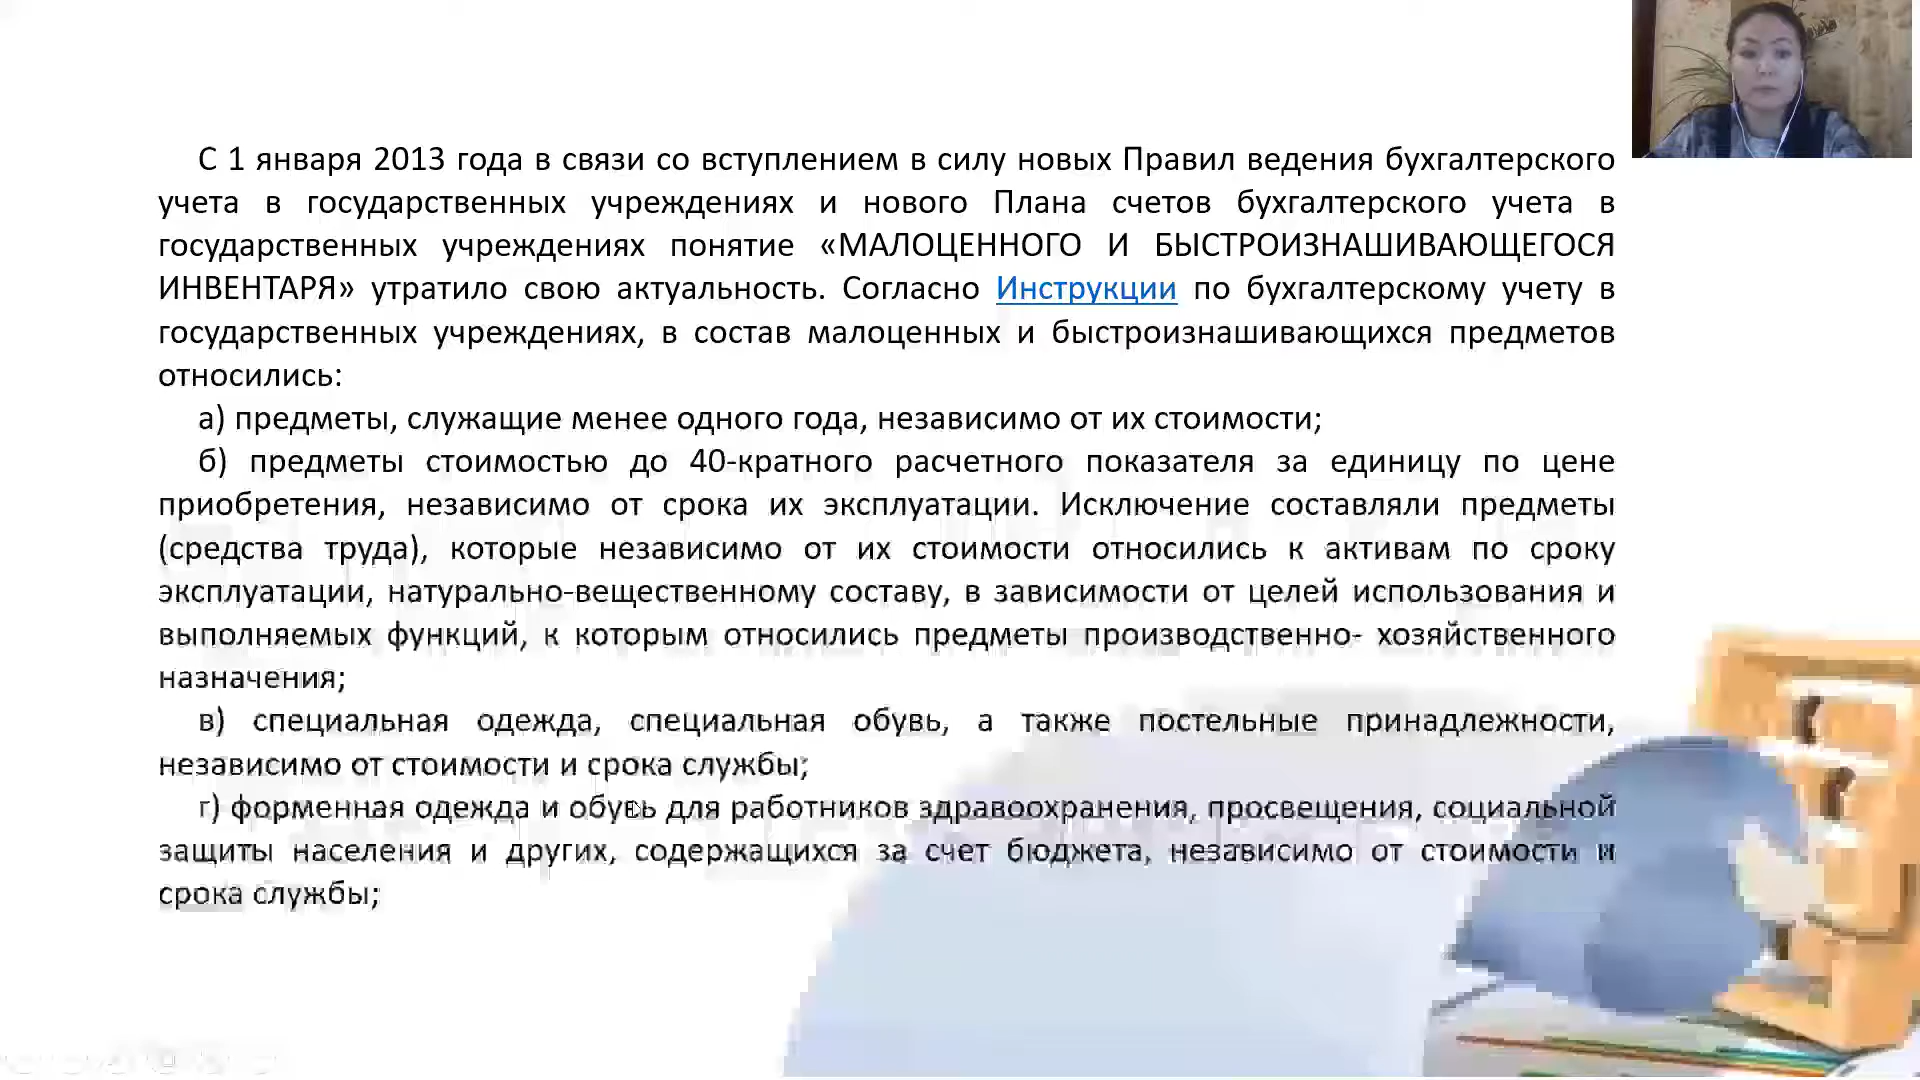 С 1 января 2013 года в связи со вступлением в силу новых Правил ведения бухгалтерского
учета в государственных учреждениях и нового Плана счетов бухгалтерского учета в
государственных учреждениях понятие «МАЛОЦЕННОГО И БЫСТРОИЗНАШИВАЮЩЕГОСЯ
ИНВЕНТАРЯ» утратило свою актуальность. Согласно Инструкции по бухгалтерскому учету в
государственных учреждениях, в состав малоценных и быстроизнашивающихся предметов
относились:
а) предметы, служащие менее одного года, независимо от их стоимости;
б) предметы стоимостью до 40-кратного расчетного показателя за единицу по цене
приобретения, независимо от срока их эксплуатации. Исключение составляли предметы
(средства труда), которые независимо от их стоимости относились к активам по сроку
эксплуатации, натурально-вещественному составу, в зависимости от целей использования и
выполняемых функций, к которым относились предметы производственно- хозяйственного
назначения;
в) специальная одежда, специальная обувь, а также постельные принадлежности,
независимо от стоимости и срока службы;
г) форменная одежда и обувь для работников здравоохранения, просвещения, социальной
защиты населения и других, содержащихся за счет бюджета, независимо от стоимости и
срока службы;